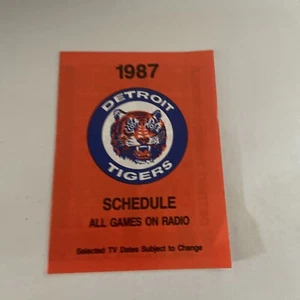 1987
DETROIT
TIGERS
SCHEDULE
ALL GAMES ON RADIO
Selected TV Dates Subject to Change